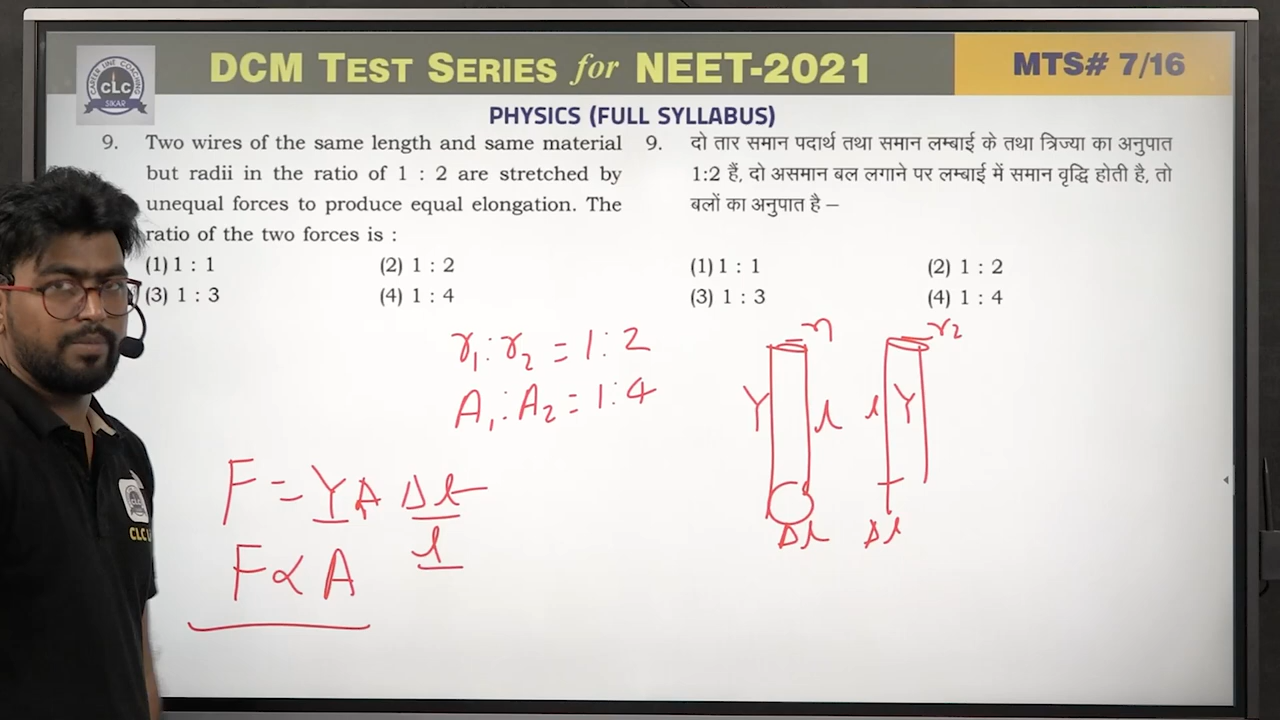 DCM TEST SERIES for NEET-2021
MTS# 7/16
CAREER LINE COACHING
CLC
SIKAR
PHYSICS (FULL SYLLABUS)
9. Two wires of the same length and same material
but radii in the ratio of 1 : 2 are stretched by
unequal forces to produce equal elongation. The
ratio of the two forces is :
(1) 1 : 1 (2) 1 : 2
(3) 1 : 3 (4) 1 : 4
9. दो तार समान पदार्थ तथा समान लम्बाई के तथा त्रिज्या का अनुपात
1:2 हैं, दो असमान बल लगाने पर लम्बाई में समान वृद्धि होती है, तो
बलों का अनुपात है –
(1) 1 : 1 (2) 1 : 2
(3) 1 : 3 (4) 1 : 4
r₁ : r₂ = 1 : 2
A₁ : A₂ = 1 : 4
F = YA Δl
l
F ∝ A
r₁ r₂
Y l l Y
Δl Δl
CLC